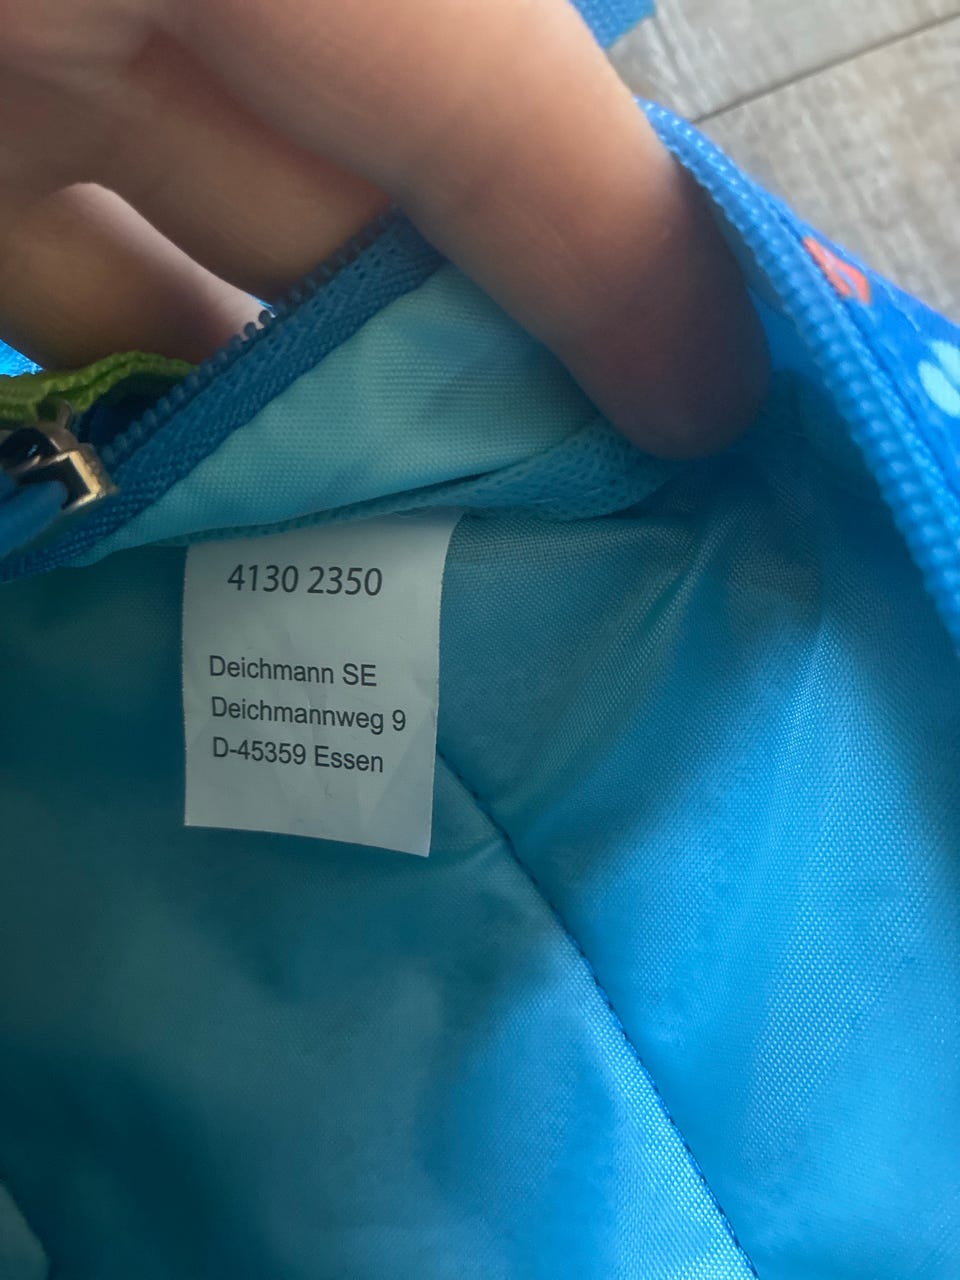 4130 2350
Deichmann SE
Deichmannweg 9
D-45359 Essen